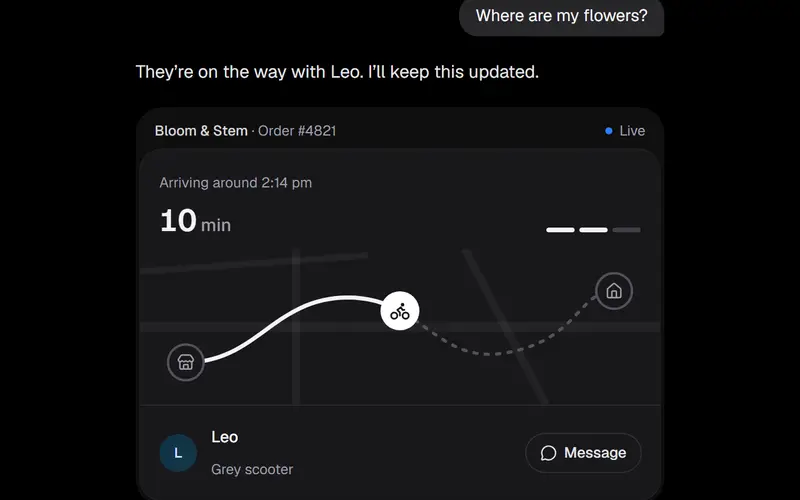 Where are my flowers?
They’re on the way with Leo. I’ll keep this updated.
Bloom & Stem · Order #4821
Live
Arriving around 2:14 pm
10 min
L
Leo
Grey scooter
Message